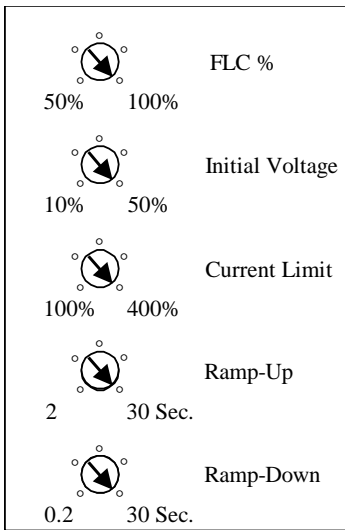 FLC %
50% 100%
Initial Voltage
10% 50%
Current Limit
100% 400%
Ramp-Up
2 30 Sec.
Ramp-Down
0.2 30 Sec.